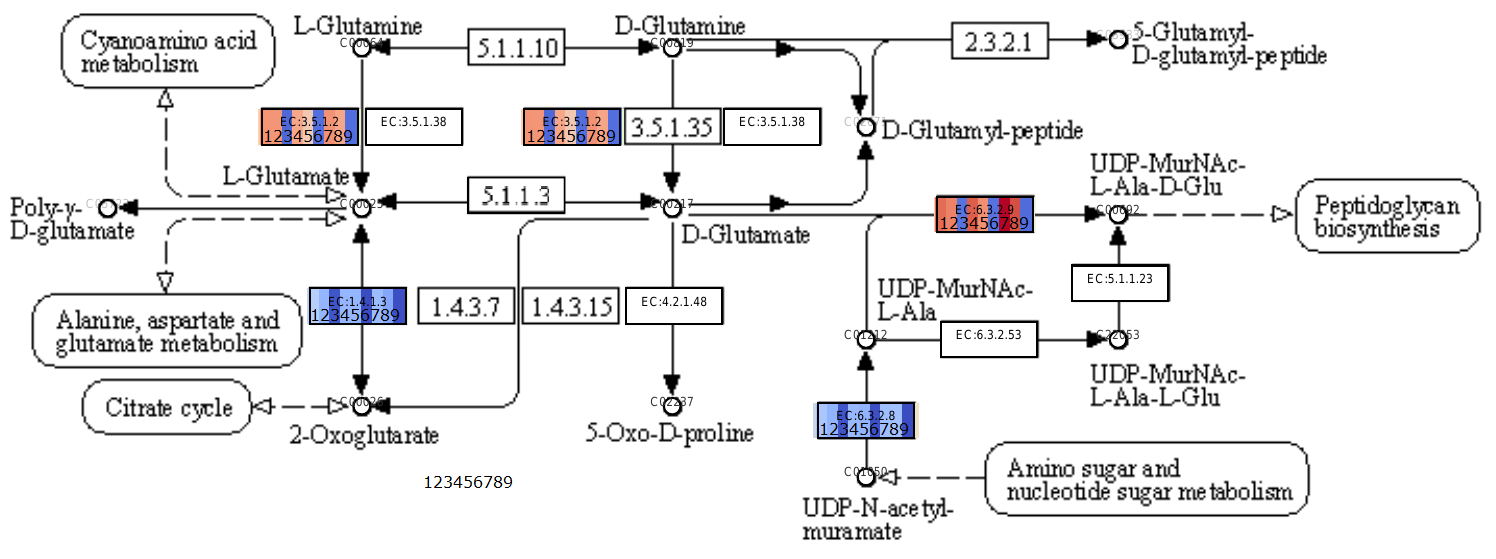 Cyanoamino acid
metabolism
L-Glutamine
C00064
5.1.1.10
D-Glutamine
C00819
2.3.2.1
5-Glutamyl-
D-glutamyl-peptide
EC:3.5.1.2
123456789
EC:3.5.1.38
EC:3.5.1.2
123456789
3.5.1.35
EC:3.5.1.38
D-Glutamyl-peptide
L-Glutamate
C00025
5.1.1.3
C00217
D-Glutamate
Poly-γ-
D-glutamate
EC:6.3.2.9
123456789
UDP-MurNAc-
L-Ala-D-Glu
C00692
Peptidoglycan
biosynthesis
Alanine, aspartate and
glutamate metabolism
EC:1.4.1.3
123456789
1.4.3.7
1.4.3.15
EC:4.2.1.48
UDP-MurNAc-
L-Ala
C01212
EC:6.3.2.53
EC:5.1.1.23
C22053
UDP-MurNAc-
L-Ala-L-Glu
Citrate cycle
C00026
2-Oxoglutarate
C02237
5-Oxo-D-proline
EC:6.3.2.8
123456789
C01050
UDP-N-acetyl-
muramate
Amino sugar and
nucleotide sugar metabolism
123456789